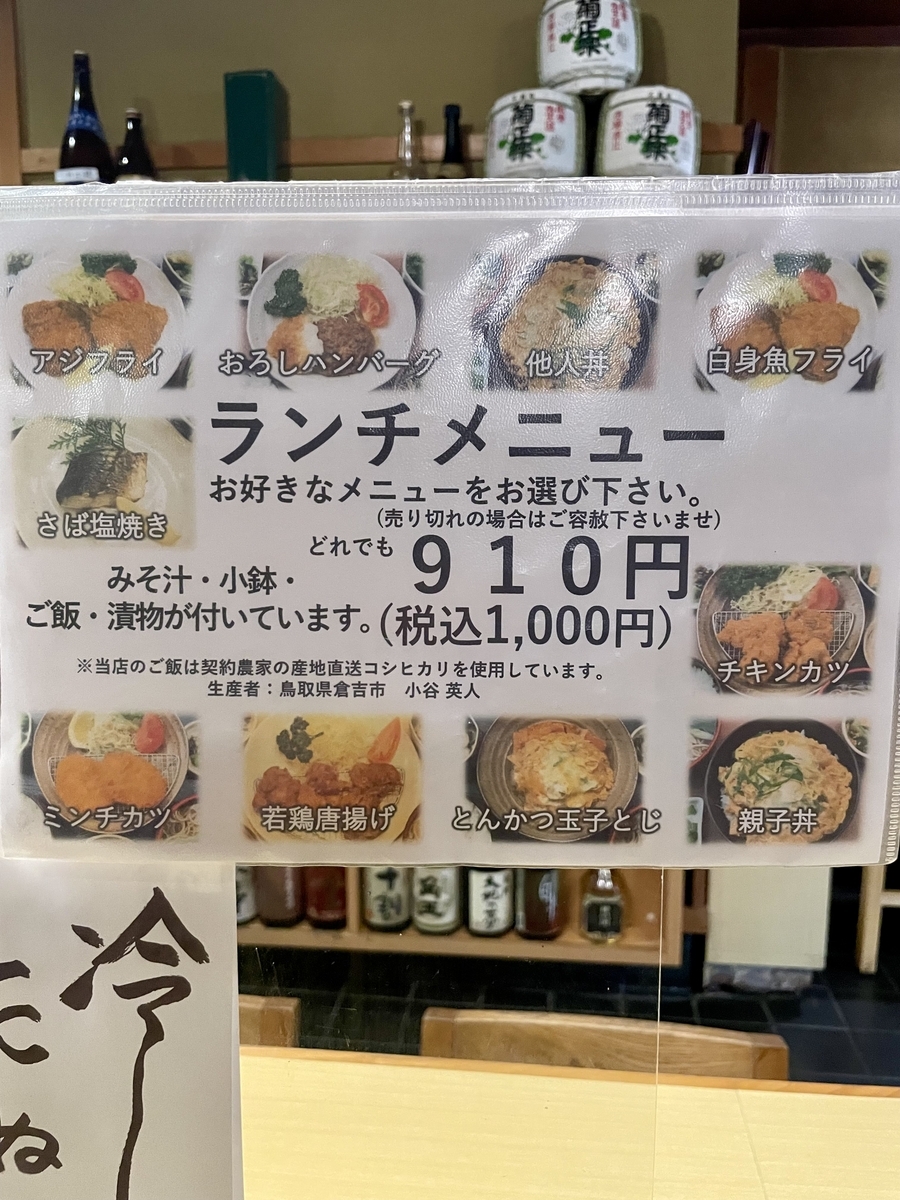 菊正宗
菊正宗
菊正宗
アジフライ
おろしハンバーグ
他人丼
白身魚フライ
さば塩焼き
ランチメニュー
お好きなメニューをお選び下さい。
(売り切れの場合はご容赦下さいませ)
どれでも 910円
(税込1,000円)
みそ汁・小鉢・
ご飯・漬物が付いています。
※当店のご飯は契約農家の産地直送コシヒカリを使用しています。
生産者：鳥取県倉吉市 小谷 英人
チキンカツ
ミンチカツ
若鶏唐揚げ
とんかつ玉子とじ
親子丼
十割
冷し
ぬ